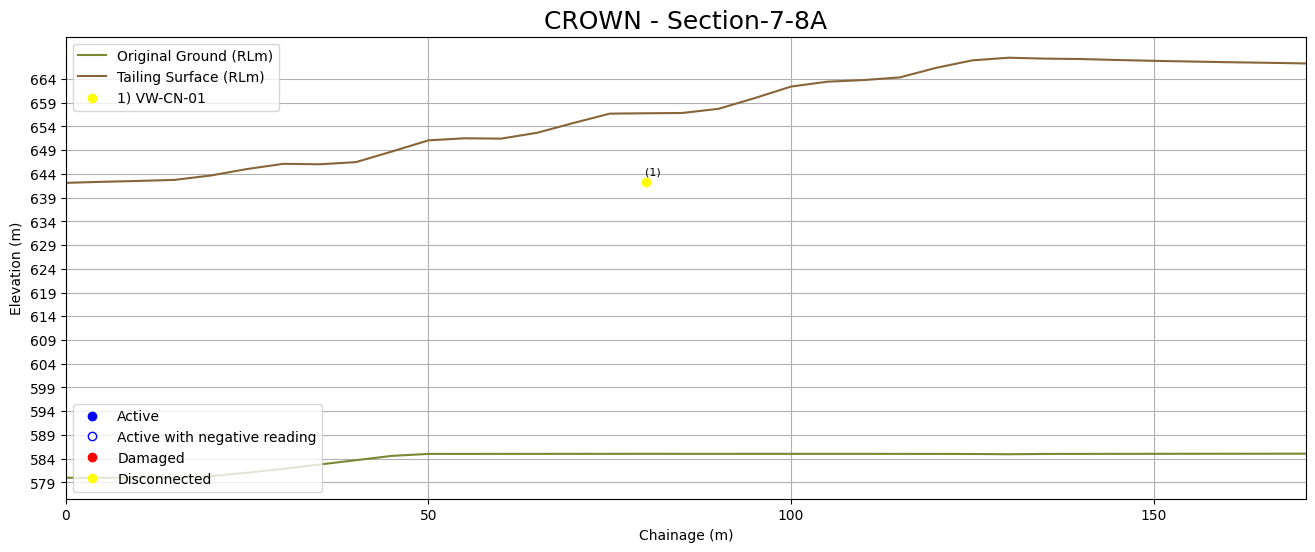 CROWN - Section-7-8A
Original Ground (RLm)
Tailing Surface (RLm)
1) VW-CN-01
664
659
654
649
644
639
634
629
624
619
614
609
604
599
594
589
584
579
Elevation (m)
(1)
Active
Active with negative reading
Damaged
Disconnected
0
50
100
150
Chainage (m)